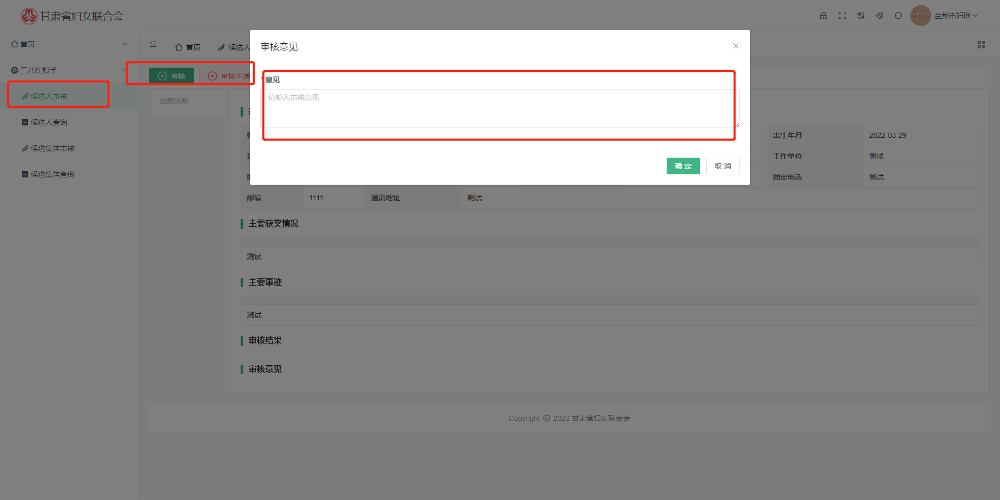 甘肃省妇女联合会
兰州市妇联
首页
三八红旗手
候选人审核
候选人查询
候选集体审核
候选集体查询
首页
候选人
审核
审核不通
加载失败
审核意见
* 意见
请输入审核意见
确 定
取 消
出生年月
2022-03-29
工作单位
测试
固定电话
测试
邮编
1111
通讯地址
测试
主要获奖情况
测试
主要事迹
测试
审核结果
审核意见
Copyright © 2022 甘肃省妇女联合会